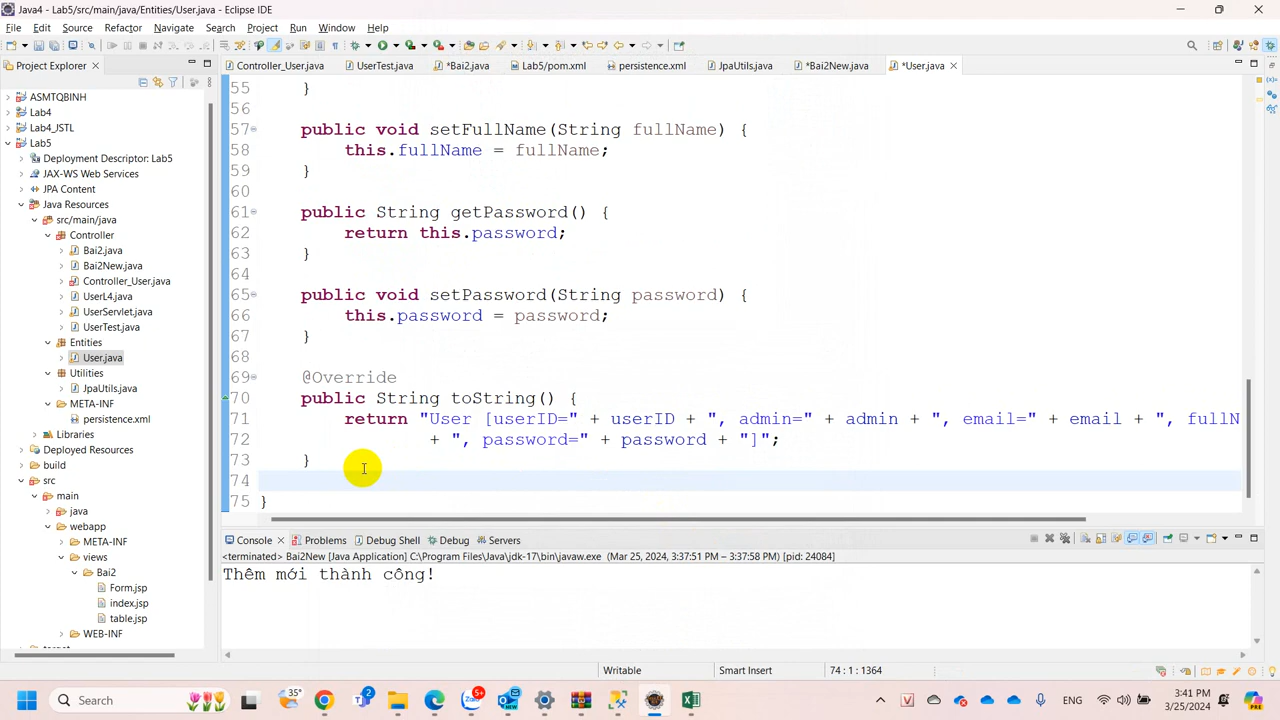 Java4 - Lab5/src/main/java/Entities/User.java - Eclipse IDE
File Edit Source Refactor Navigate Search Project Run Window Help
Project Explorer
Controller_User.java UserTest.java *Bai2.java Lab5/pom.xml persistence.xml JpaUtils.java *Bai2New.java *User.java
ASMTQBINH
Lab4
Lab4_JSTL
Lab5
Deployment Descriptor: Lab5
JAX-WS Web Services
JPA Content
Java Resources
src/main/java
Controller
Bai2.java
Bai2New.java
Controller_User.java
UserL4.java
UserServlet.java
UserTest.java
Entities
User.java
Utilities
JpaUtils.java
META-INF
persistence.xml
Libraries
Deployed Resources
build
src
main
java
webapp
META-INF
views
Bai2
Form.jsp
index.jsp
table.jsp
WEB-INF
55 }
56
57 public void setFullName(String fullName) {
58 this.fullName = fullName;
59 }
60
61 public String getPassword() {
62 return this.password;
63 }
64
65 public void setPassword(String password) {
66 this.password = password;
67 }
68
69 @Override
70 public String toString() {
71 return "User [userID=" + userID + ", admin=" + admin + ", email=" + email + ", fullN
72 + ", password=" + password + "]";
73 }
74
75 }
Console Problems Debug Shell Debug Servers
<terminated> Bai2New [Java Application] C:\Program Files\Java\jdk-17\bin\javaw.exe (Mar 25, 2024, 3:37:51 PM – 3:37:58 PM) [pid: 24084]
Thêm mới thành công!
Writable Smart Insert 74 : 1 : 1364
Search 35° 2 5+ ENG 3:41 PM
3/25/2024